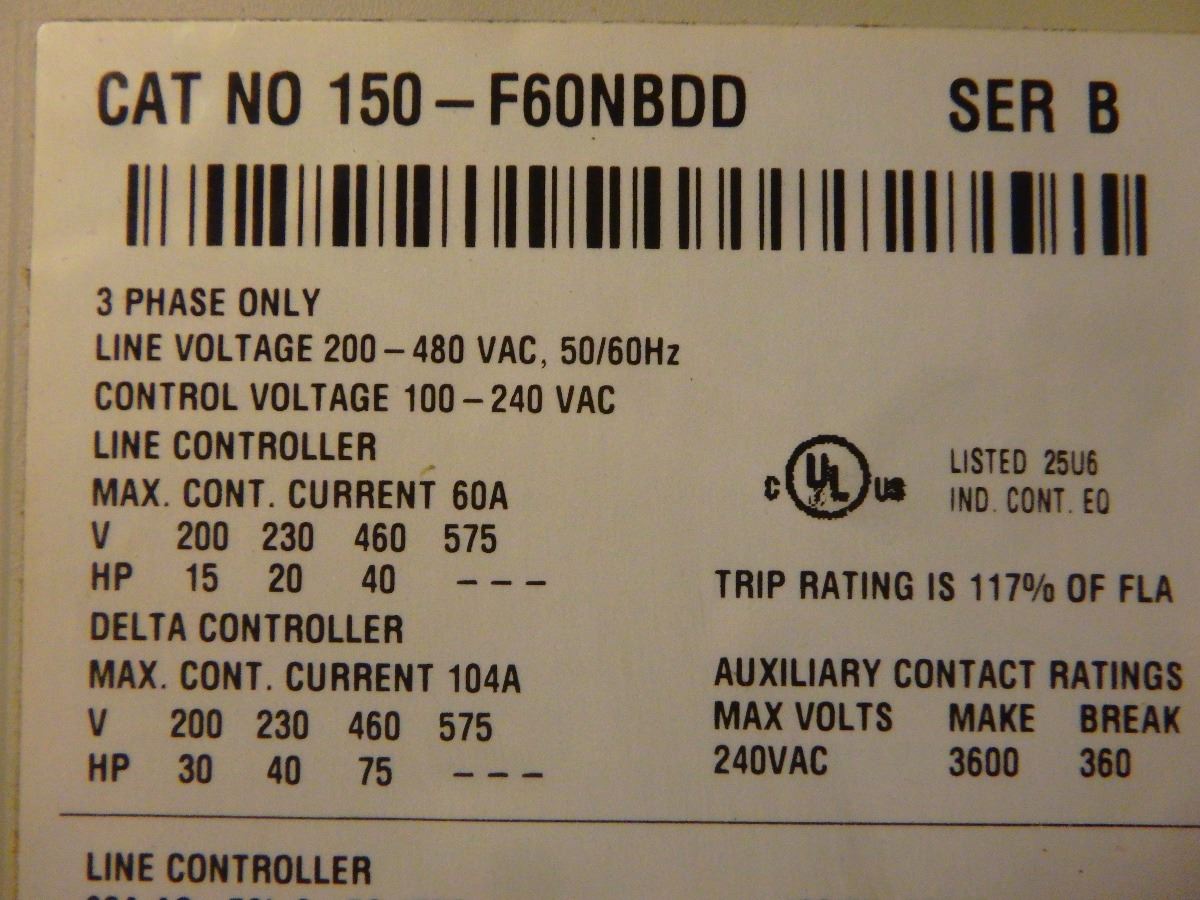 CAT NO 150-F60NBDD SER B
3 PHASE ONLY
LINE VOLTAGE 200-480 VAC, 50/60Hz
CONTROL VOLTAGE 100-240 VAC
LINE CONTROLLER
MAX. CONT. CURRENT 60A
V 200 230 460 575
HP 15 20 40 ---
DELTA CONTROLLER
MAX. CONT. CURRENT 104A
V 200 230 460 575
HP 30 40 75 ---
C UL US
LISTED 25U6
IND. CONT. EQ
TRIP RATING IS 117% OF FLA
AUXILIARY CONTACT RATINGS
MAX VOLTS MAKE BREAK
240VAC 3600 360
LINE CONTROLLER